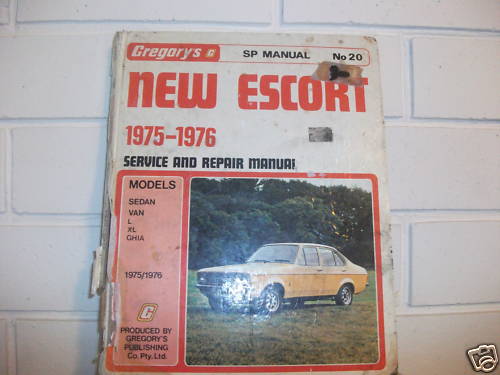 Gregory's G SP MANUAL No 20
NEW ESCORT
1975-1976
SERVICE AND REPAIR MANUAL
MODELS
SEDAN
VAN
L
XL
GHIA
1975/1976
G
PRODUCED BY
GREGORY'S
PUBLISHING
Co. Pty. Ltd.